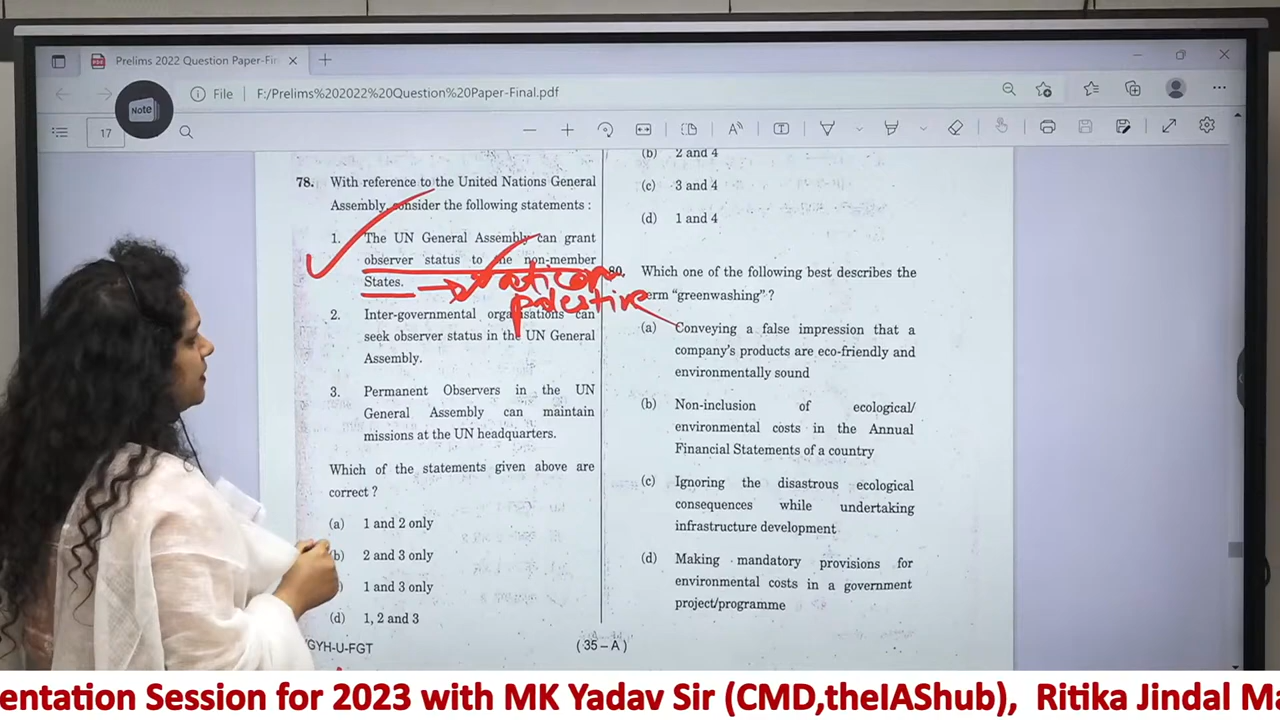 Prelims 2022 Question Paper-Fin
Note
File
F:/Prelims%202022%20Question%20Paper-Final.pdf
17
78. With reference to the United Nations General
Assembly, consider the following statements :
1. The UN General Assembly can grant
observer status to the non-member
States.
vatican
palestine
2. Inter-governmental organisations can
seek observer status in the UN General
Assembly.
3. Permanent Observers in the UN
General Assembly can maintain
missions at the UN headquarters.
Which of the statements given above are
correct ?
(a) 1 and 2 only
(b) 2 and 3 only
1 and 3 only
(d) 1, 2 and 3
(b) 2 and 4
(c) 3 and 4
(d) 1 and 4
80. Which one of the following best describes the
term “greenwashing” ?
(a) Conveying a false impression that a
company's products are eco-friendly and
environmentally sound
(b) Non-inclusion of ecological/
environmental costs in the Annual
Financial Statements of a country
(c) Ignoring the disastrous ecological
consequences while undertaking
infrastructure development
(d) Making mandatory provisions for
environmental costs in a government
project/programme
GYH-U-FGT
( 35 – A )
entation Session for 2023 with MK Yadav Sir (CMD,theIAShub), Ritika Jindal Ma